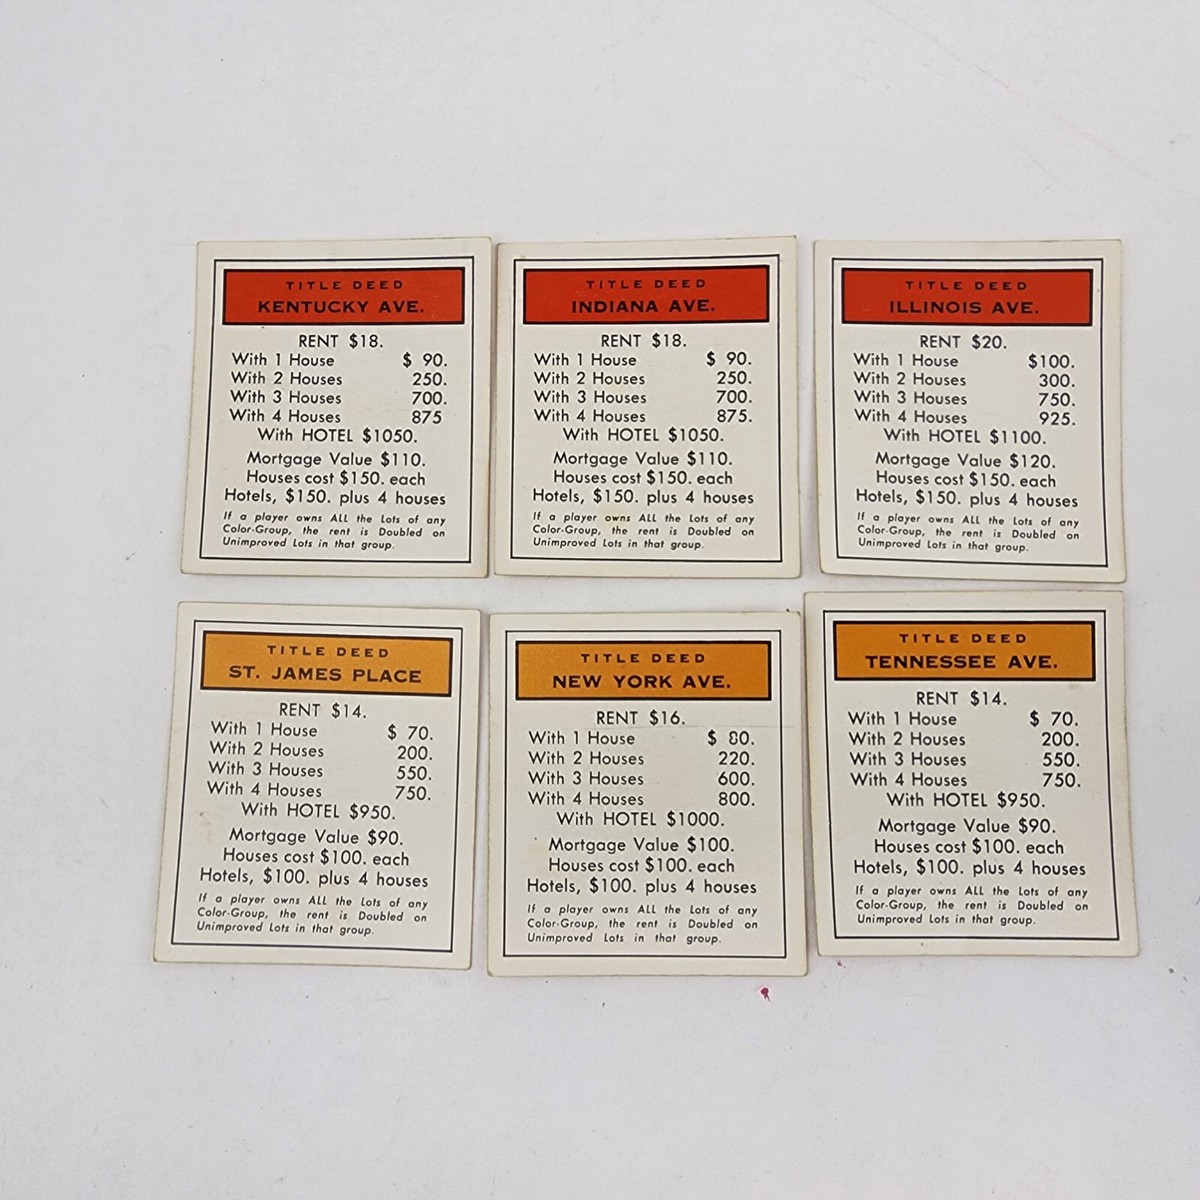 TITLE DEED
KENTUCKY AVE.
RENT $18.
With 1 House $ 90.
With 2 Houses 250.
With 3 Houses 700.
With 4 Houses 875
With HOTEL $1050.
Mortgage Value $110.
Houses cost $150. each
Hotels, $150. plus 4 houses
If a player owns ALL the Lots of any
Color-Group, the rent is Doubled on
Unimproved Lots in that group.
TITLE DEED
INDIANA AVE.
RENT $18.
With 1 House $ 90.
With 2 Houses 250.
With 3 Houses 700.
With 4 Houses 875.
With HOTEL $1050.
Mortgage Value $110.
Houses cost $150. each
Hotels, $150. plus 4 houses
If a player owns ALL the Lots of any
Color-Group, the rent is Doubled on
Unimproved Lots in that group.
TITLE DEED
ILLINOIS AVE.
RENT $20.
With 1 House $100.
With 2 Houses 300.
With 3 Houses 750.
With 4 Houses 925.
With HOTEL $1100.
Mortgage Value $120.
Houses cost $150. each
Hotels, $150. plus 4 houses
If a player owns ALL the Lots of any
Color-Group, the rent is Doubled on
Unimproved Lots in that group.
TITLE DEED
ST. JAMES PLACE
RENT $14.
With 1 House $ 70.
With 2 Houses 200.
With 3 Houses 550.
With 4 Houses 750.
With HOTEL $950.
Mortgage Value $90.
Houses cost $100. each
Hotels, $100. plus 4 houses
If a player owns ALL the Lots of any
Color-Group, the rent is Doubled on
Unimproved Lots in that group.
TITLE DEED
NEW YORK AVE.
RENT $16.
With 1 House $ 80.
With 2 Houses 220.
With 3 Houses 600.
With 4 Houses 800.
With HOTEL $1000.
Mortgage Value $100.
Houses cost $100. each
Hotels, $100. plus 4 houses
If a player owns ALL the Lots of any
Color-Group, the rent is Doubled on
Unimproved Lots in that group.
TITLE DEED
TENNESSEE AVE.
RENT $14.
With 1 House $ 70.
With 2 Houses 200.
With 3 Houses 550.
With 4 Houses 750.
With HOTEL $950.
Mortgage Value $90.
Houses cost $100. each
Hotels, $100. plus 4 houses
If a player owns ALL the Lots of any
Color-Group, the rent is Doubled on
Unimproved Lots in that group.